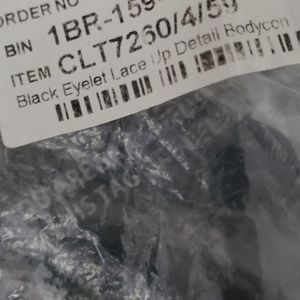 ORDER NO
BIN 1BR-159
ITEM CLT7260/4/59
Black Eyelet Lace Up Detail Bodycon